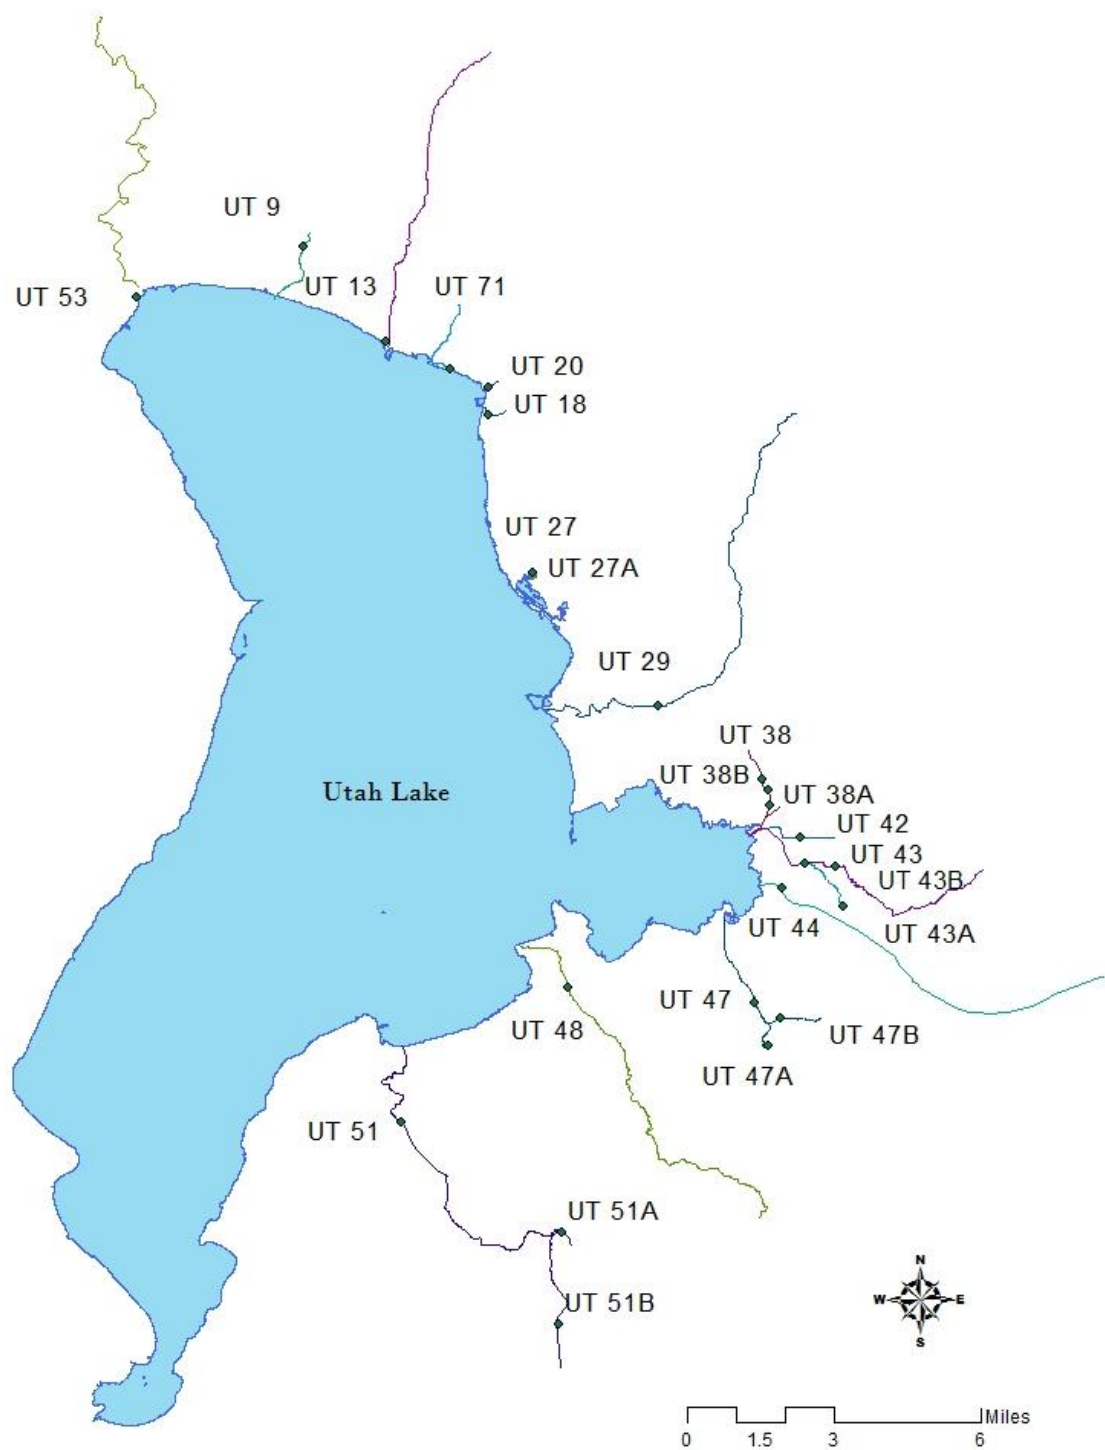 UT 9
UT 53
UT 13
UT 71
UT 20
UT 18
UT 27
UT 27A
UT 29
UT 38
UT 38B
UT 38A
Utah Lake
UT 42
UT 43
UT 43B
UT 44
UT 43A
UT 47
UT 48
UT 47B
UT 47A
UT 51
UT 51A
UT 51B
N
W
E
S
Miles
0
1.5
3
6